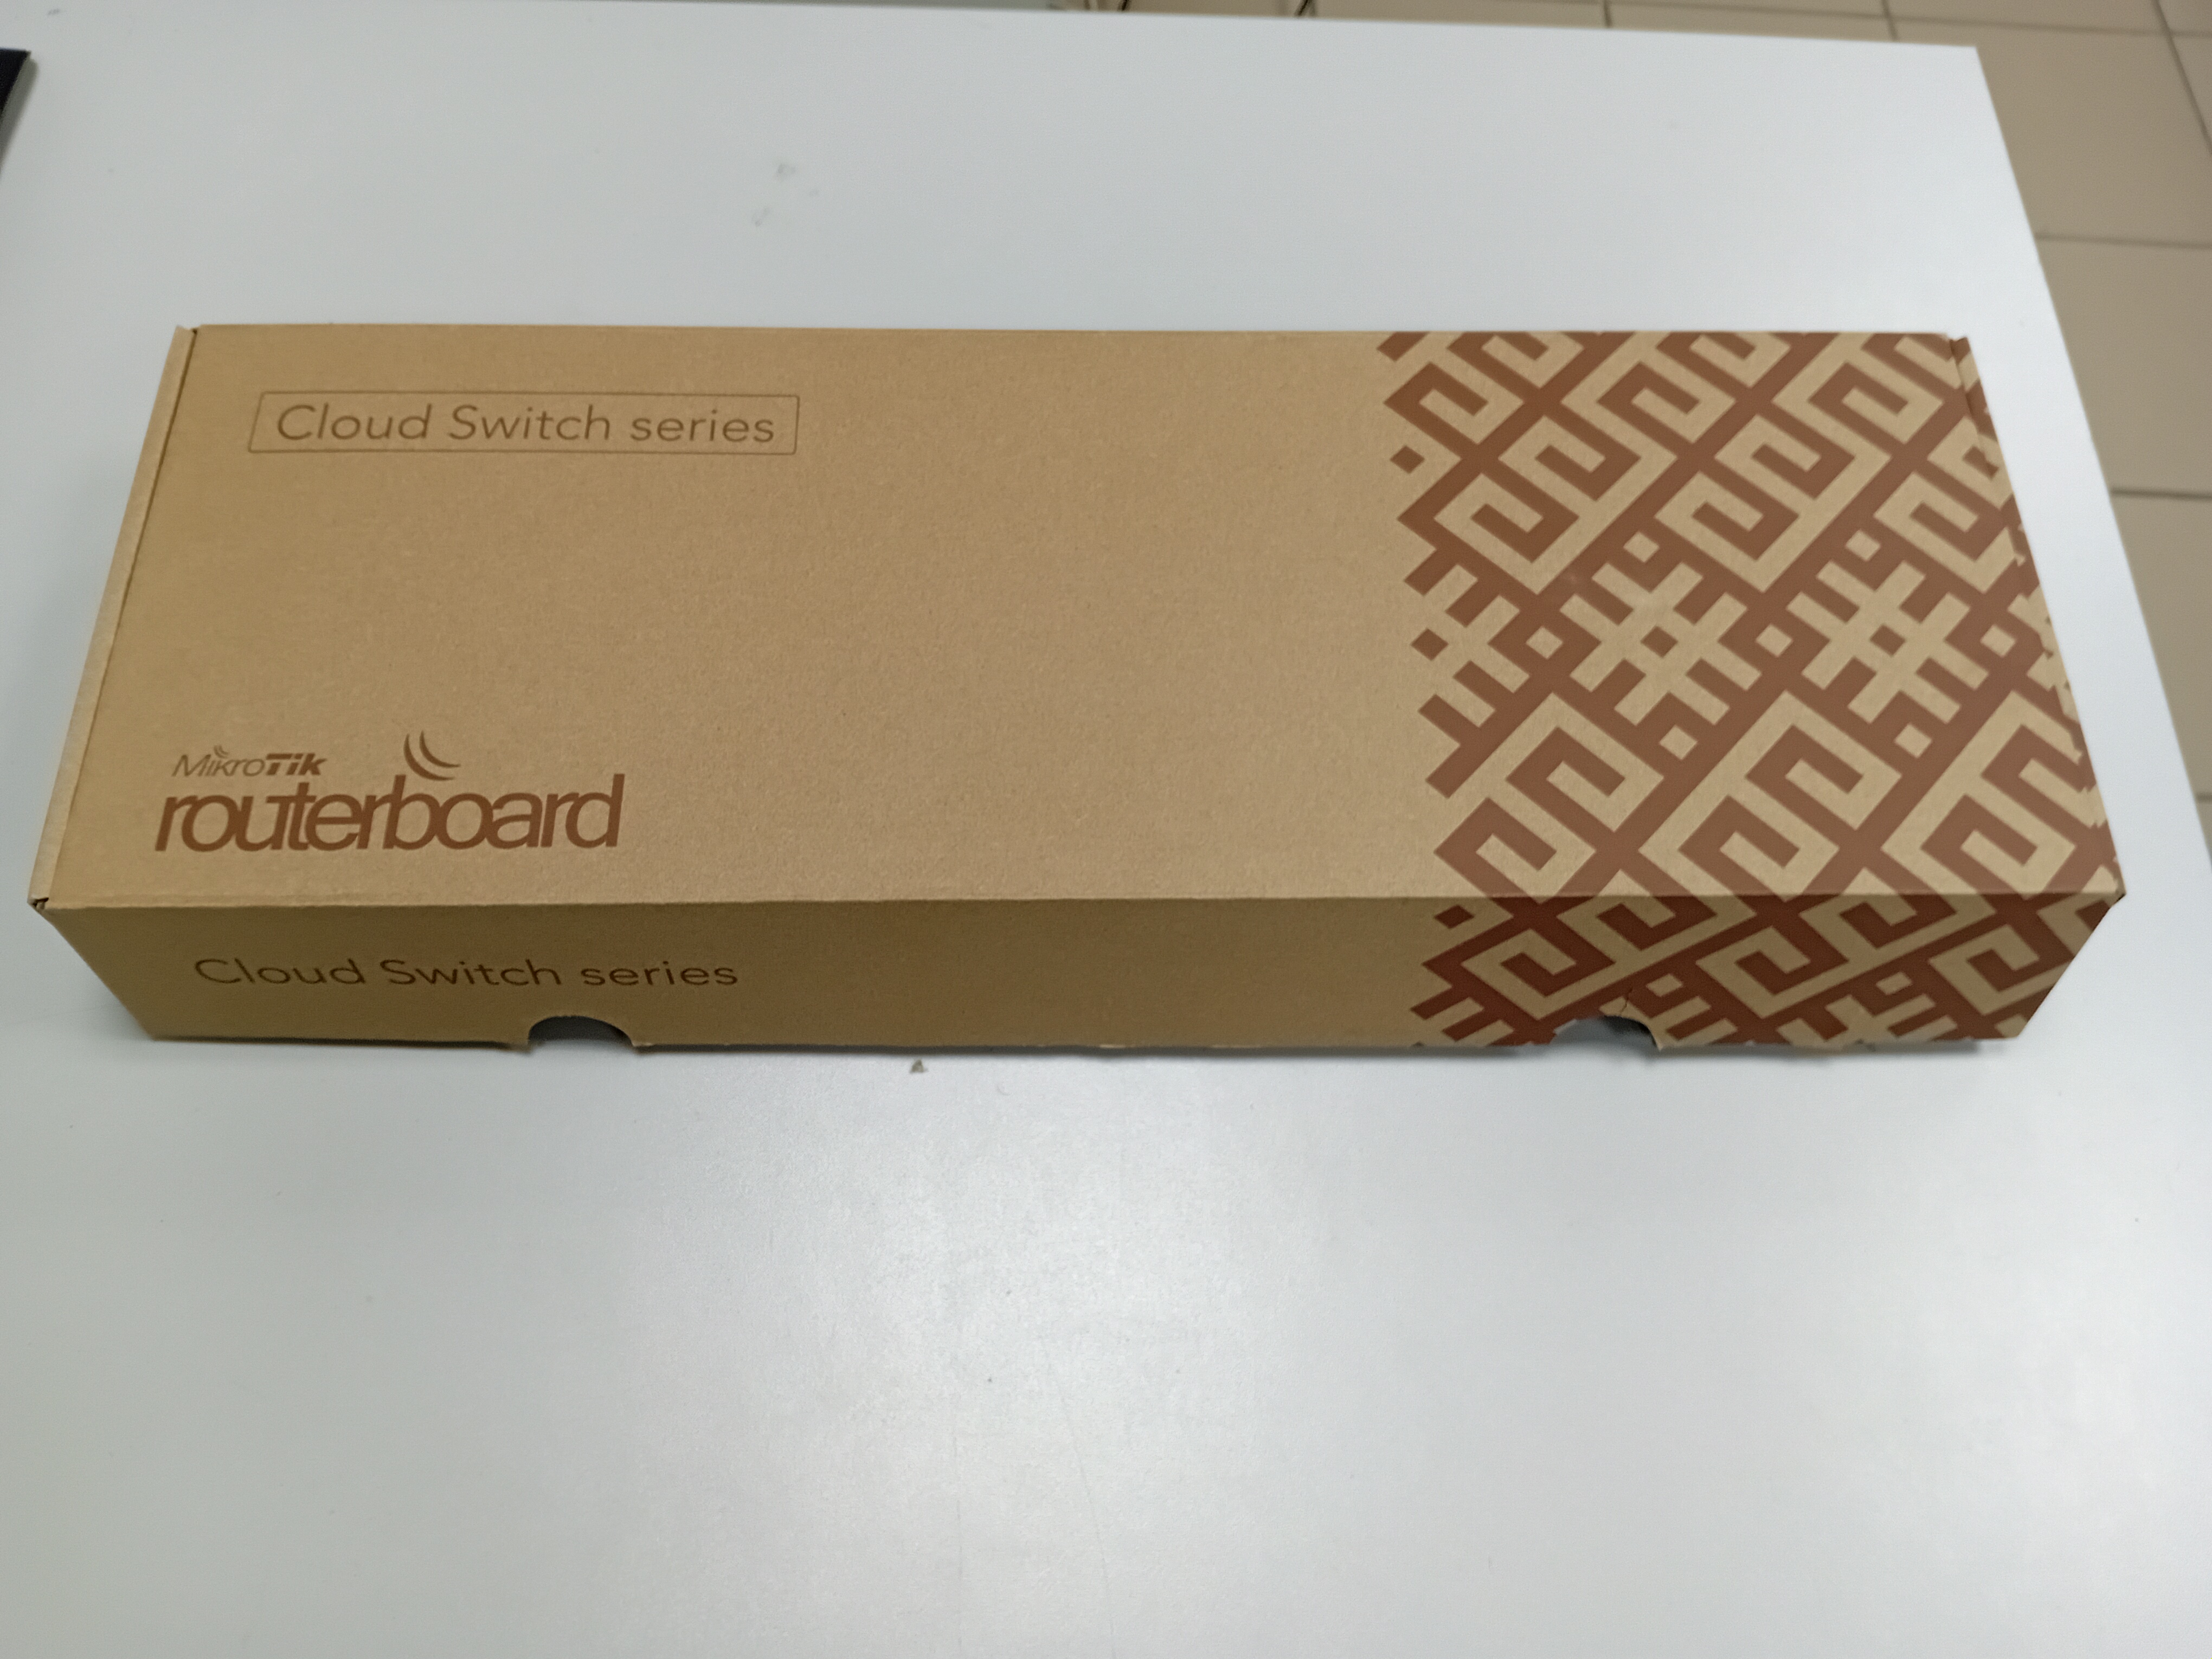 Cloud Switch series
MikroTik
routerboard
Cloud Switch series